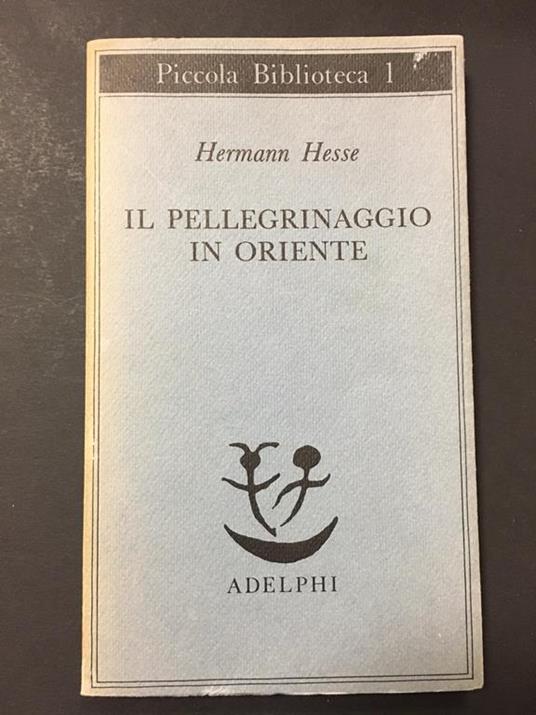 Piccola Biblioteca 1
Hermann Hesse
IL PELLEGRINAGGIO
IN ORIENTE
ADELPHI